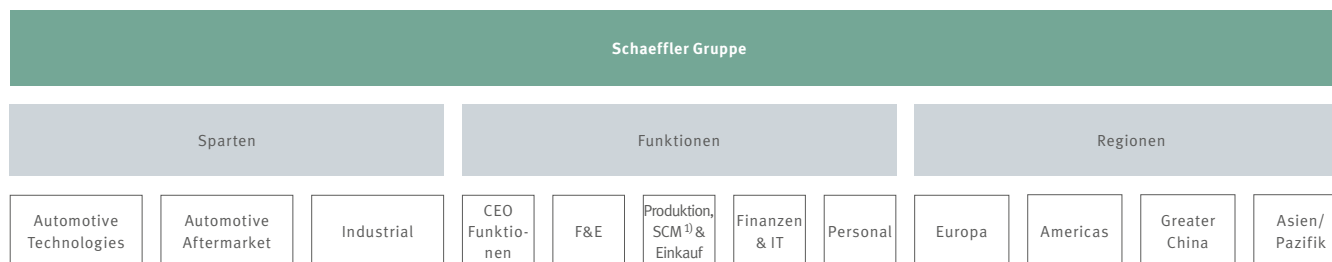 Schaeffler Gruppe
Sparten
Funktionen
Regionen
Automotive
Technologies
Automotive
Aftermarket
Industrial
CEO
Funktio-
nen
F&E
Produktion,
SCM ¹⁾ &
Einkauf
Finanzen
& IT
Personal
Europa
Americas
Greater
China
Asien/
Pazifik